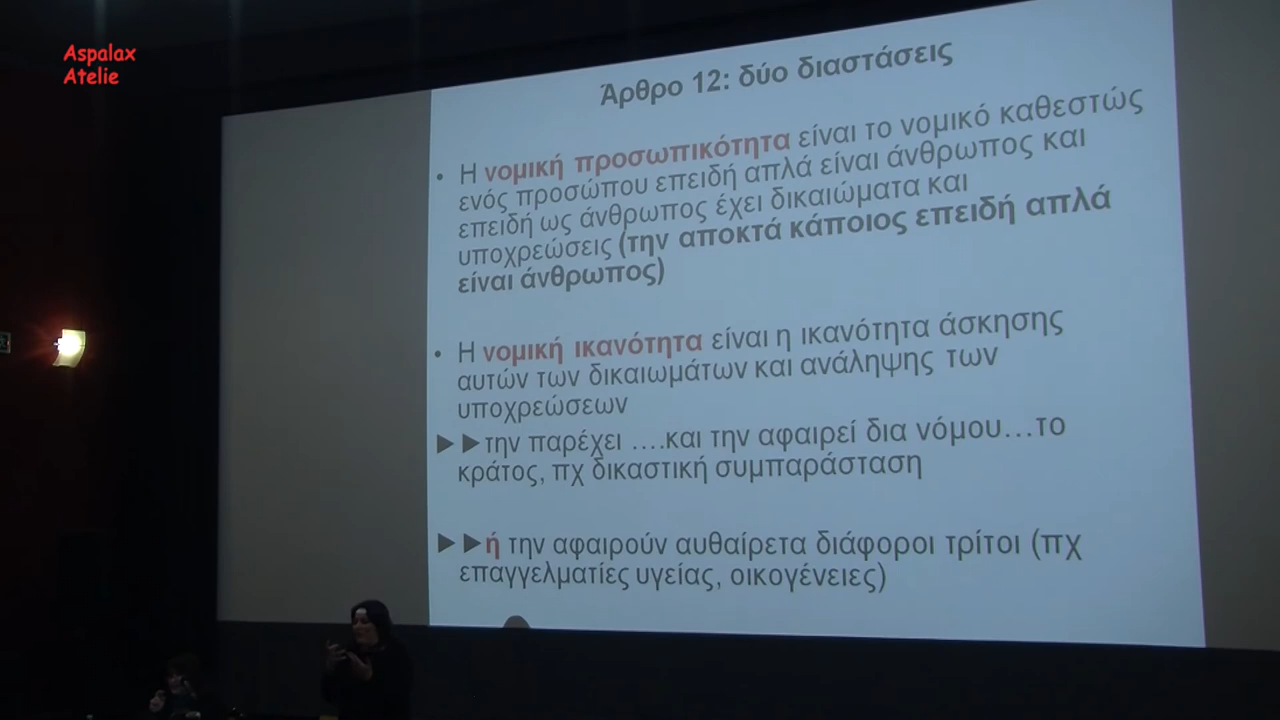 Aspalax
Atelie
Άρθρο 12: δύο διαστάσεις
• Η νομική προσωπικότητα είναι το νομικό καθεστώς
ενός προσώπου επειδή απλά είναι άνθρωπος και
επειδή ως άνθρωπος έχει δικαιώματα και
υποχρεώσεις (την αποκτά κάποιος επειδή απλά
είναι άνθρωπος)
• Η νομική ικανότητα είναι η ικανότητα άσκησης
αυτών των δικαιωμάτων και ανάληψης των
υποχρεώσεων
►►την παρέχει ….και την αφαιρεί δια νόμου…το
κράτος, πχ δικαστική συμπαράσταση
►►ή την αφαιρούν αυθαίρετα διάφοροι τρίτοι (πχ
επαγγελματίες υγείας, οικογένειες)